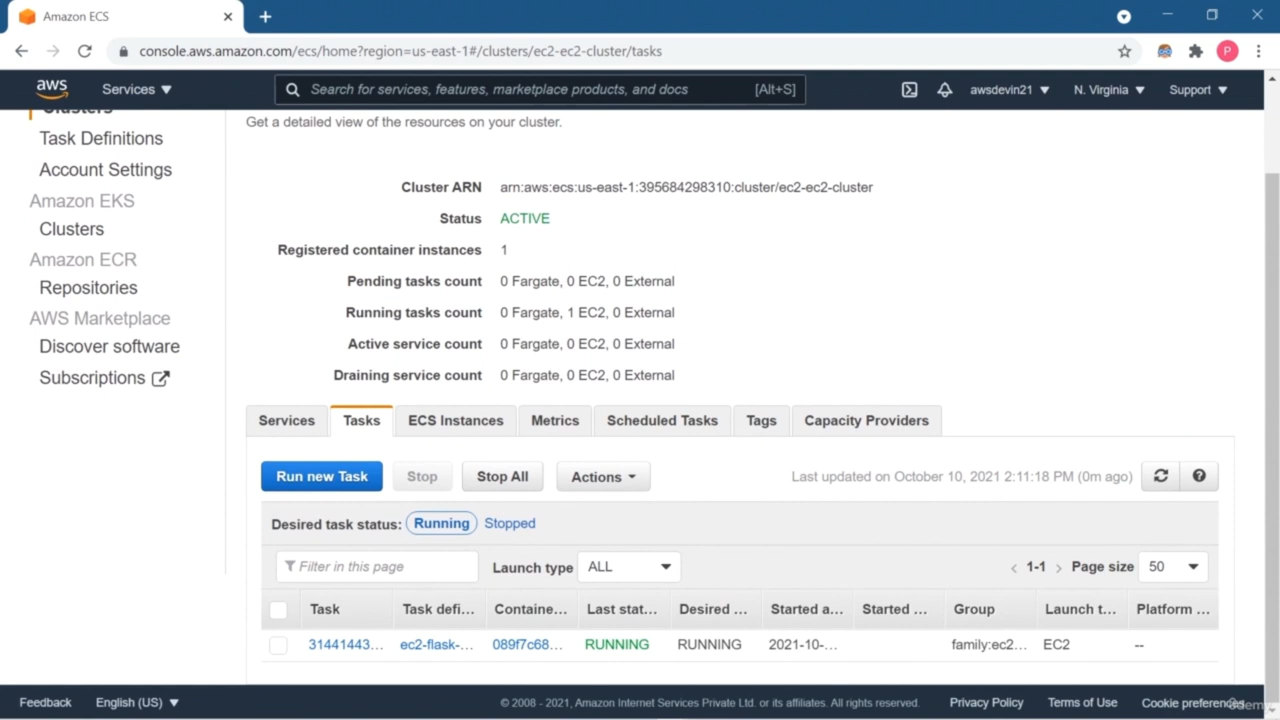 Amazon ECS
console.aws.amazon.com/ecs/home?region=us-east-1#/clusters/ec2-ec2-cluster/tasks
P
aws
Services
Search for services, features, marketplace products, and docs [Alt+S]
awsdevin21
N. Virginia
Support
Clusters
Task Definitions
Account Settings
Amazon EKS
Clusters
Amazon ECR
Repositories
AWS Marketplace
Discover software
Subscriptions
Get a detailed view of the resources on your cluster.
Cluster ARN arn:aws:ecs:us-east-1:395684298310:cluster/ec2-ec2-cluster
Status ACTIVE
Registered container instances 1
Pending tasks count 0 Fargate, 0 EC2, 0 External
Running tasks count 0 Fargate, 1 EC2, 0 External
Active service count 0 Fargate, 0 EC2, 0 External
Draining service count 0 Fargate, 0 EC2, 0 External
Services Tasks ECS Instances Metrics Scheduled Tasks Tags Capacity Providers
Run new Task Stop Stop All Actions Last updated on October 10, 2021 2:11:18 PM (0m ago)
Desired task status: Running Stopped
Filter in this page Launch type ALL < 1-1 > Page size 50
Task Task defi... Containe... Last stat... Desired ... Started a... Started ... Group Launch t... Platform ...
31441443... ec2-flask-... 089f7c68... RUNNING RUNNING 2021-10-... family:ec2... EC2 --
Feedback English (US) © 2008 - 2021, Amazon Internet Services Private Ltd. or its affiliates. All rights reserved. Privacy Policy Terms of Use Cookie preferences
Udemy